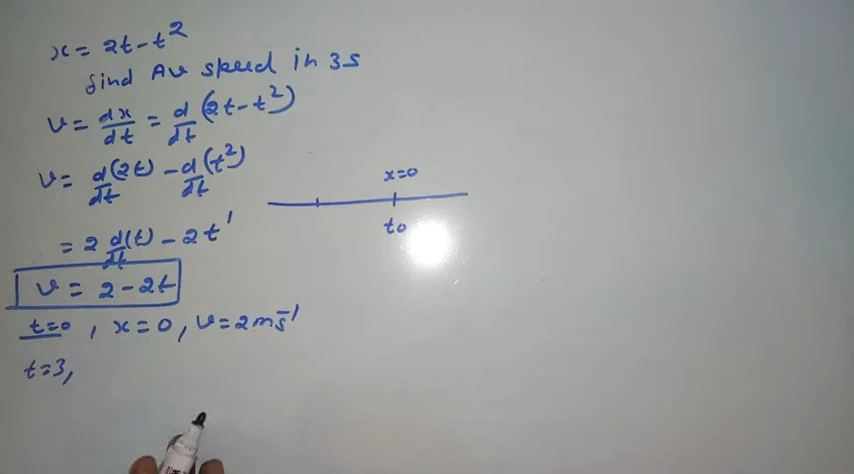 x = 2t - t²
find Av speed in 3s
v = dx/dt = d/dt (2t - t²)
v = d/dt (2t) - d/dt (t²)
= 2 d(t)/dt - 2t¹
v = 2 - 2t
t=0, x=0, v=2ms⁻¹
t=3,
x=0
t0